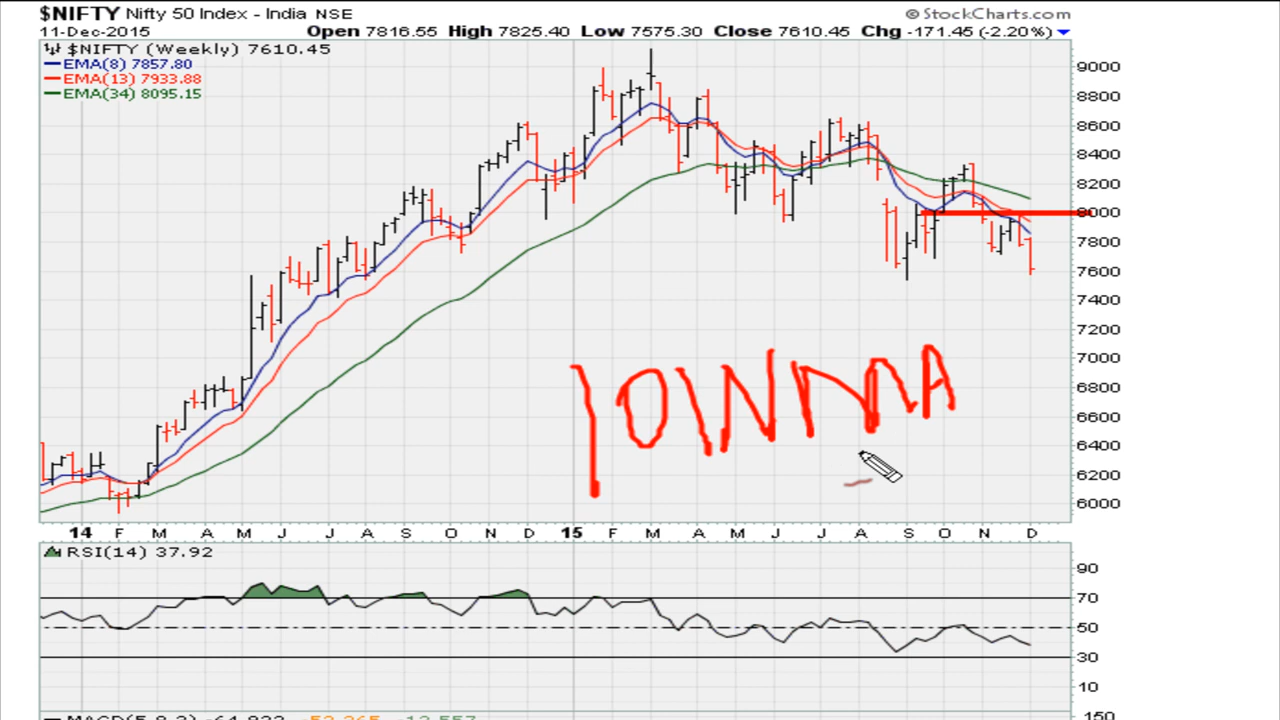 $NIFTY Nifty 50 Index - India NSE © StockCharts.com
11-Dec-2015 Open 7816.55 High 7825.40 Low 7575.30 Close 7610.45 Chg -171.45 (-2.20%)
$NIFTY (Weekly) 7610.45
EMA(8) 7857.80
EMA(13) 7933.88
EMA(34) 8095.15
9000
8800
8600
8400
8200
8000
7800
7600
7400
7200
7000
6800
6600
6400
6200
6000
10WMA
14 F M A M J J A S O N D 15 F M A M J J A S O N D
RSI(14) 37.92
90
70
50
30
10
150